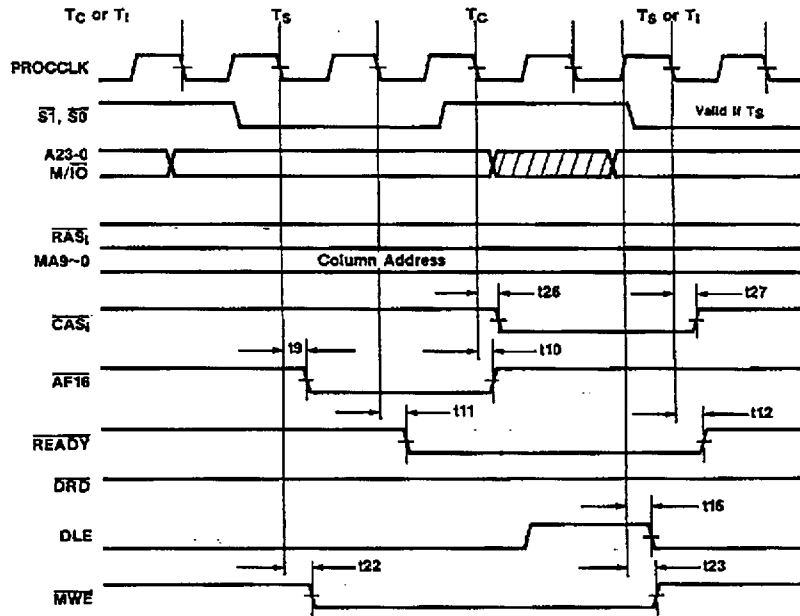 TC or TI TS TC TS or TI
PROCCLK
S1, S0 Valid if TS
A23-0
M/IO
RASi
MA9~0 Column Address
t26 t27
CASi
t9 t10
AF16
t11 t12
READY
DRD
t16
DLE
t22 t23
MWE